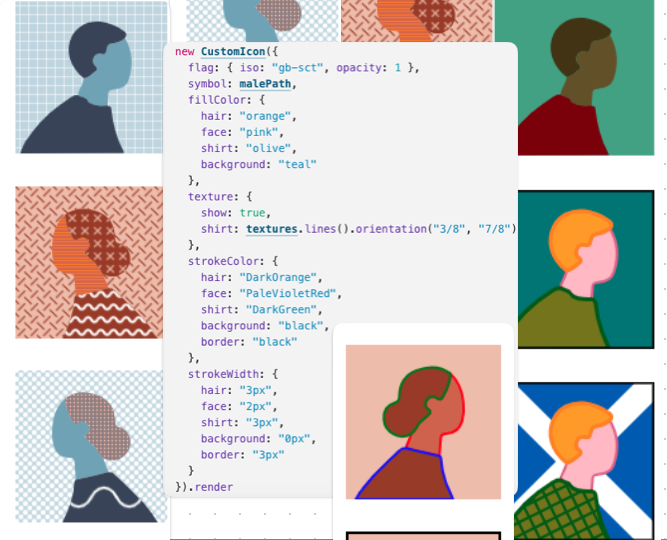 new CustomIcon({
flag: { iso: "gb-sct", opacity: 1 },
symbol: malePath,
fillColor: {
hair: "orange",
face: "pink",
shirt: "olive",
background: "teal"
},
texture: {
show: true,
shirt: textures.lines().orientation("3/8", "7/8")
},
strokeColor: {
hair: "DarkOrange",
face: "PaleVioletRed",
shirt: "DarkGreen",
background: "black",
border: "black"
},
strokeWidth: {
hair: "3px",
face: "2px",
shirt: "3px",
background: "0px",
border: "3px"
}
}).render